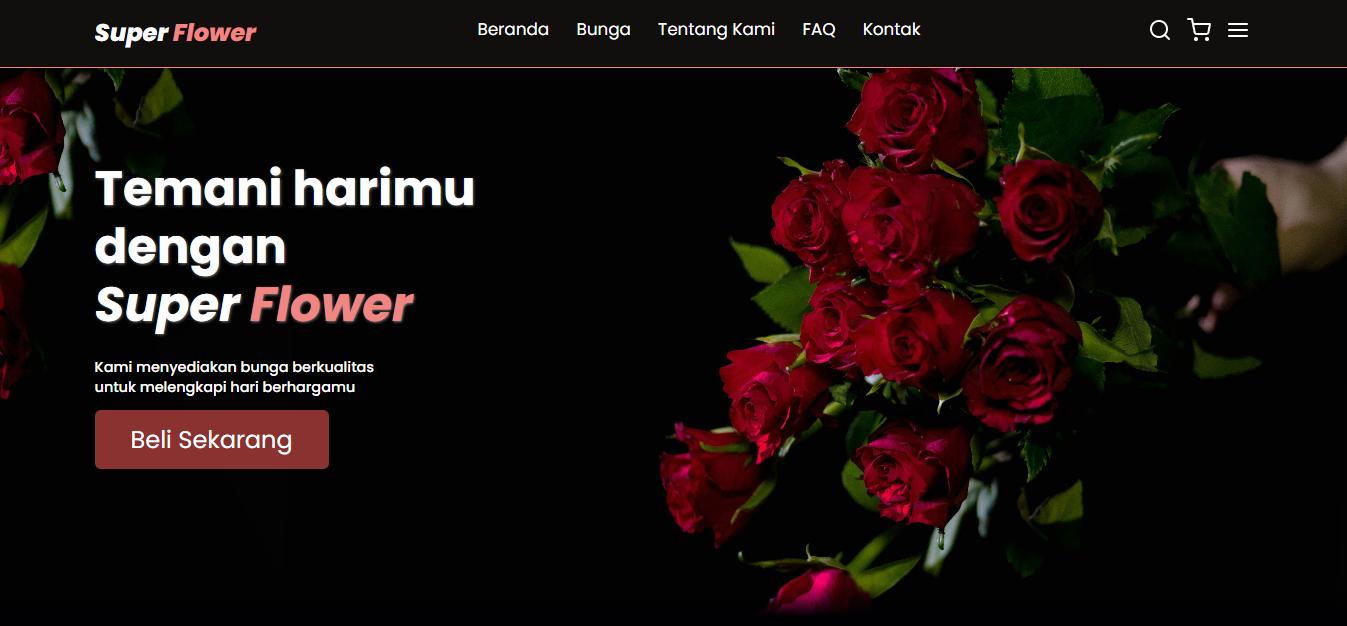 Super Flower
Beranda Bunga Tentang Kami FAQ Kontak
Temani harimu
dengan
Super Flower
Kami menyediakan bunga berkualitas
untuk melengkapi hari berhargamu
Beli Sekarang